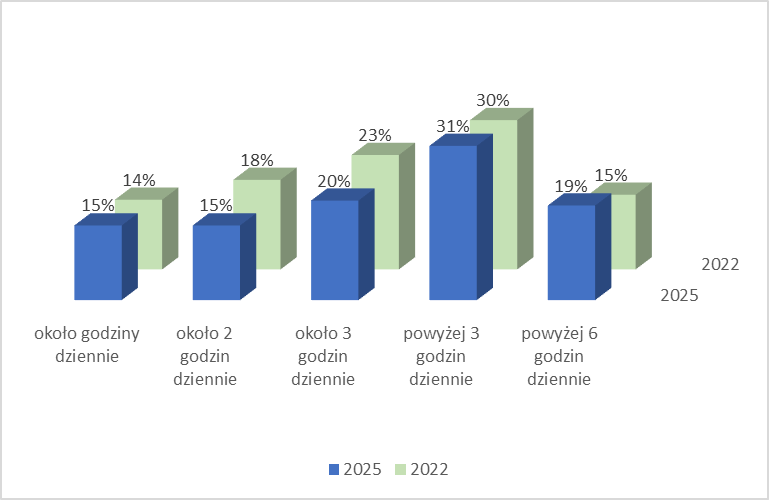 30%
31%
23%
18%
20%
19%
15%
14%
15%
15%
2022
2025
około godziny
dziennie
około 2
godzin
dziennie
około 3
godzin
dziennie
powyżej 3
godzin
dziennie
powyżej 6
godzin
dziennie
2025
2022